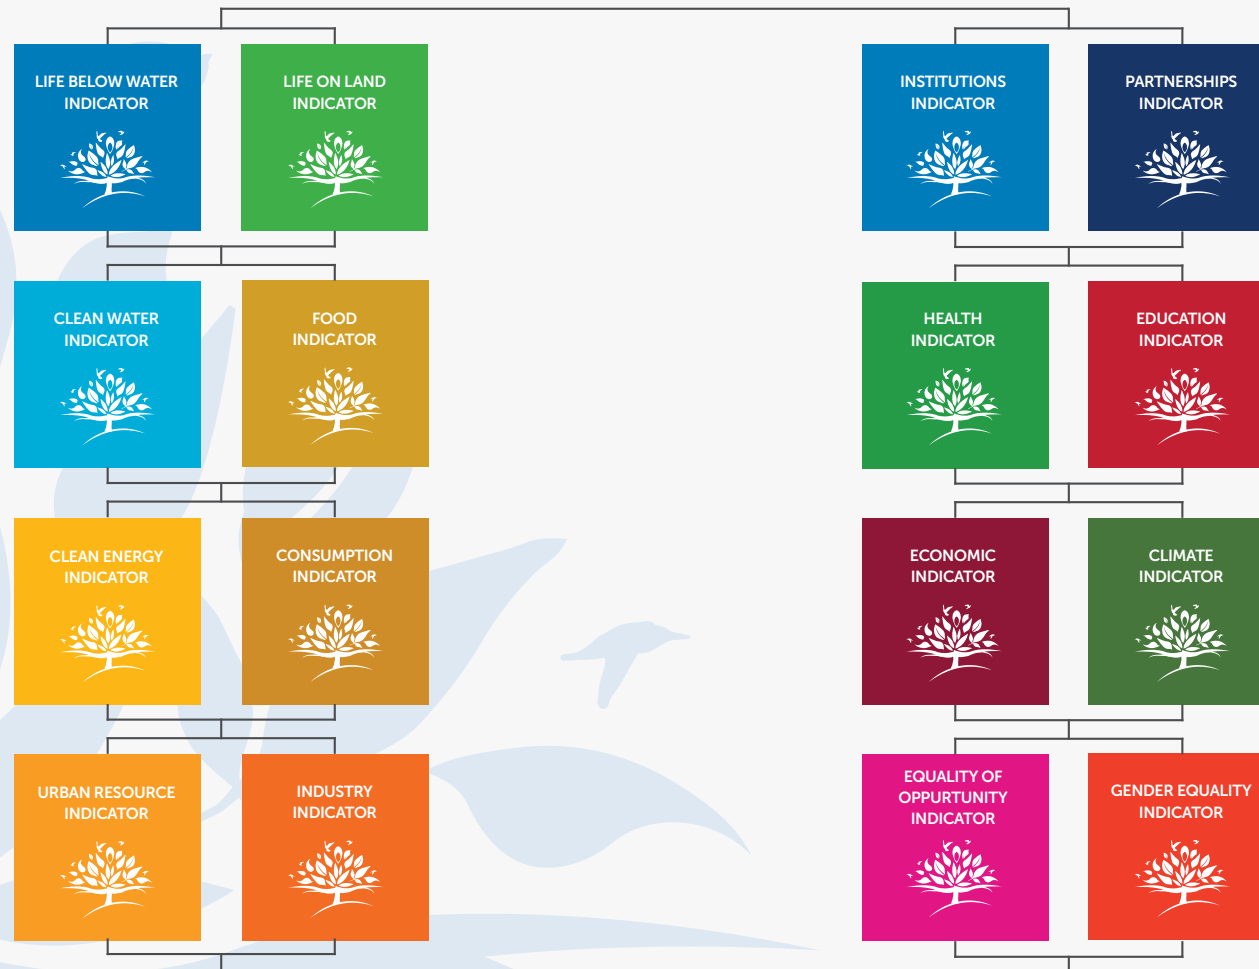 LIFE BELOW WATER
INDICATOR
LIFE ON LAND
INDICATOR
INSTITUTIONS
INDICATOR
PARTNERSHIPS
INDICATOR
CLEAN WATER
INDICATOR
FOOD
INDICATOR
HEALTH
INDICATOR
EDUCATION
INDICATOR
CLEAN ENERGY
INDICATOR
CONSUMPTION
INDICATOR
ECONOMIC
INDICATOR
CLIMATE
INDICATOR
URBAN RESOURCE
INDICATOR
INDUSTRY
INDICATOR
EQUALITY OF
OPPURTUNITY
INDICATOR
GENDER EQUALITY
INDICATOR